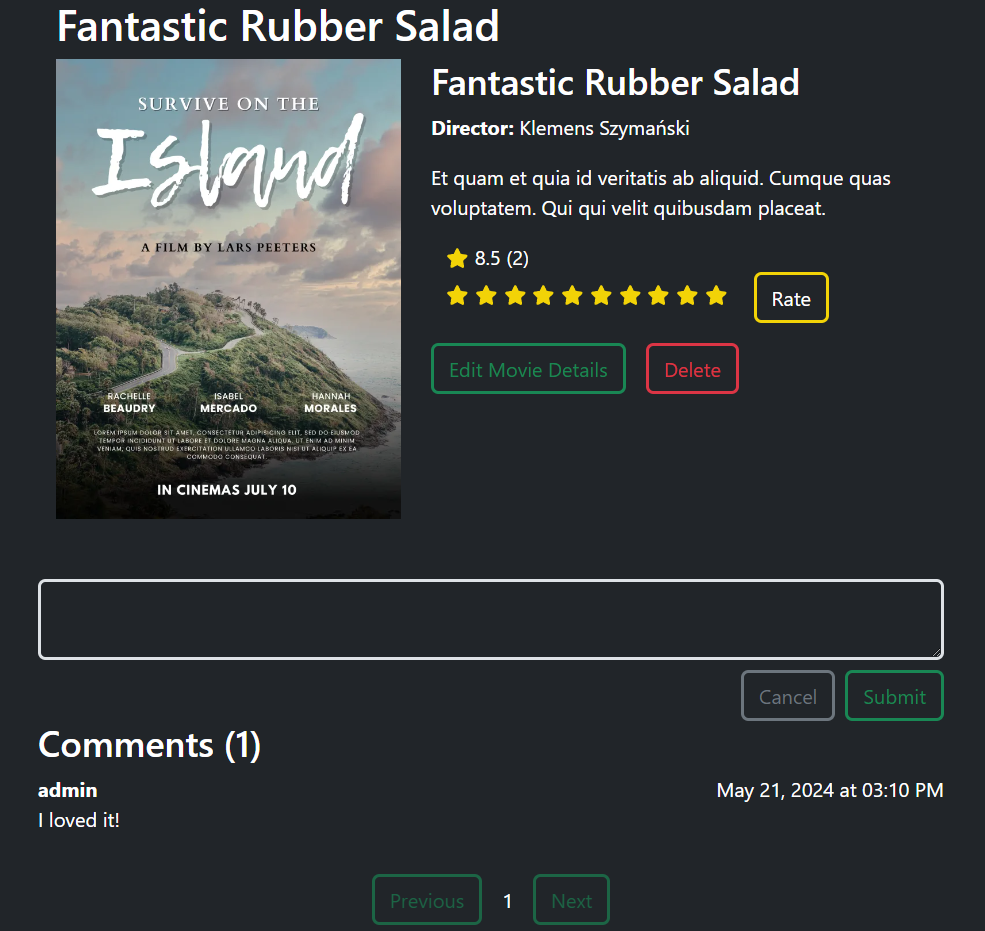 Fantastic Rubber Salad
SURVIVE ON THE
Island
A FILM BY LARS PEETERS
RACHELLE
BEAUDRY
ISABEL
MERCADO
HANNAH
MORALES
LOREM IPSUM DOLOR SIT AMET, CONSECTETUR ADIPISICING ELIT, SED DO EIUSMOD
TEMPOR INCIDIDUNT UT LABORE ET DOLORE MAGNA ALIQUA. UT ENIM AD MINIM
VENIAM, QUIS NOSTRUD EXERCITATION ULLAMCO LABORIS NISI UT ALIQUIP EX EA
COMMODO CONSEQUAT
IN CINEMAS JULY 10
Fantastic Rubber Salad
Director: Klemens Szymański
Et quam et quia id veritatis ab aliquid. Cumque quas
voluptatem. Qui qui velit quibusdam placeat.
8.5 (2)
Rate
Edit Movie Details
Delete
Cancel
Submit
Comments (1)
admin
May 21, 2024 at 03:10 PM
I loved it!
Previous
1
Next